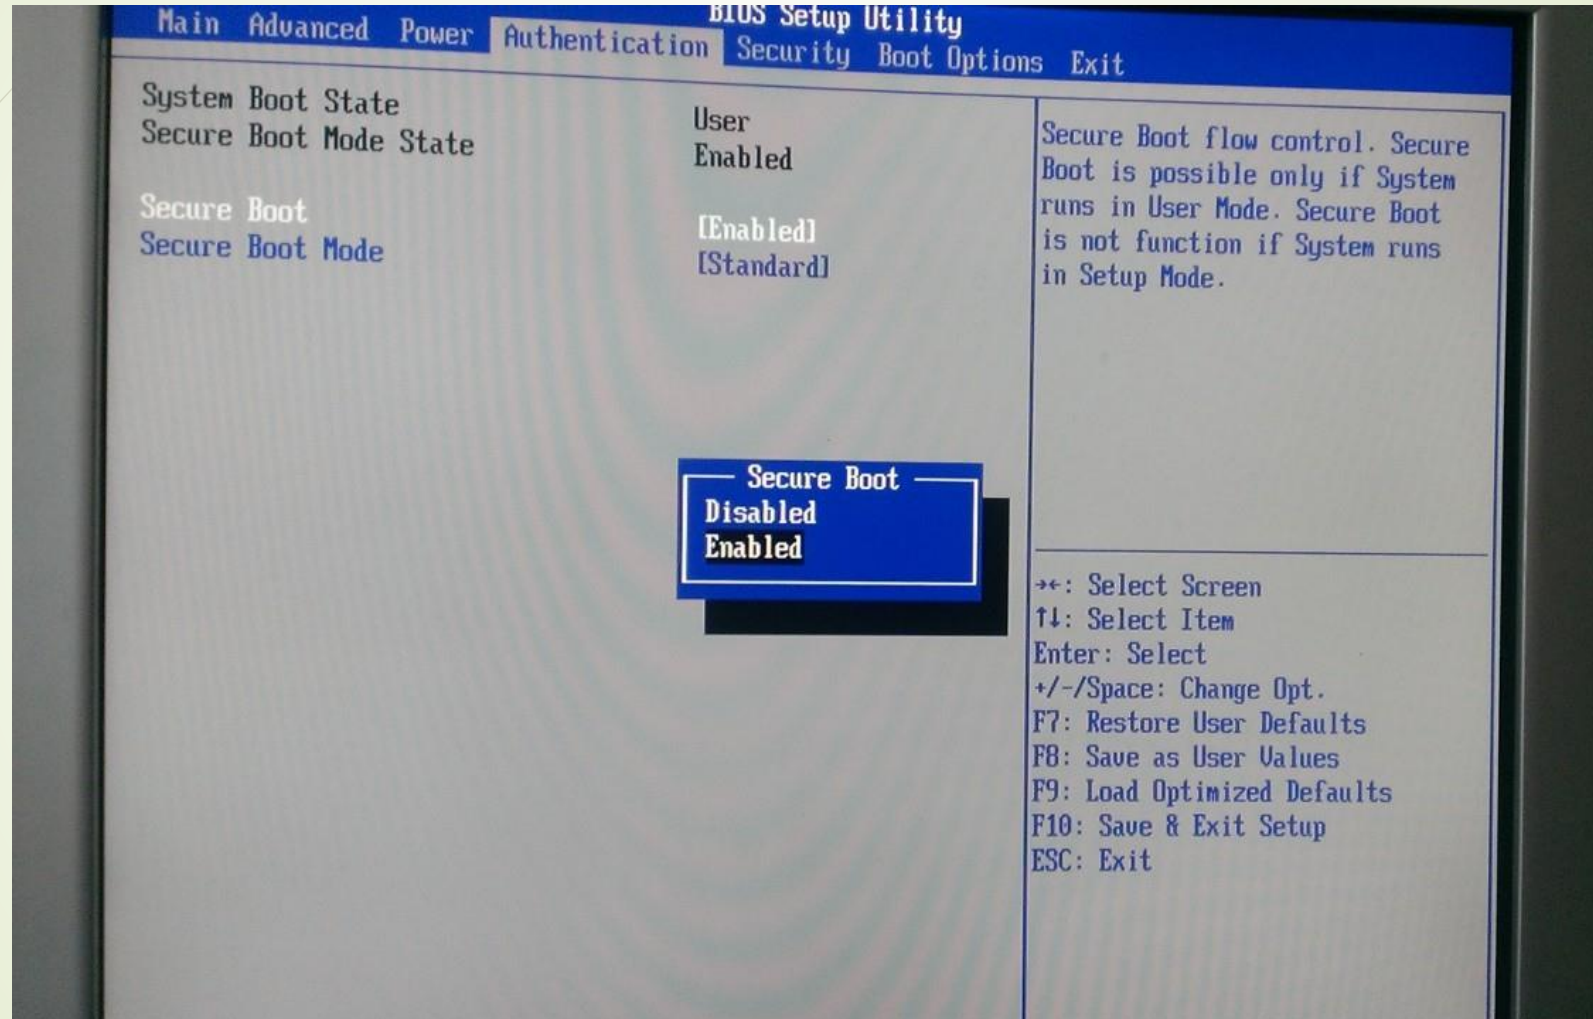 BIOS Setup Utility
Main Advanced Power Authentication Security Boot Options Exit
System Boot State User
Secure Boot Mode State Enabled
Secure Boot [Enabled]
Secure Boot Mode [Standard]
Secure Boot
Disabled
Enabled
Secure Boot flow control. Secure
Boot is possible only if System
runs in User Mode. Secure Boot
is not function if System runs
in Setup Mode.
→←: Select Screen
↑↓: Select Item
Enter: Select
+/-/Space: Change Opt.
F7: Restore User Defaults
F8: Save as User Values
F9: Load Optimized Defaults
F10: Save & Exit Setup
ESC: Exit